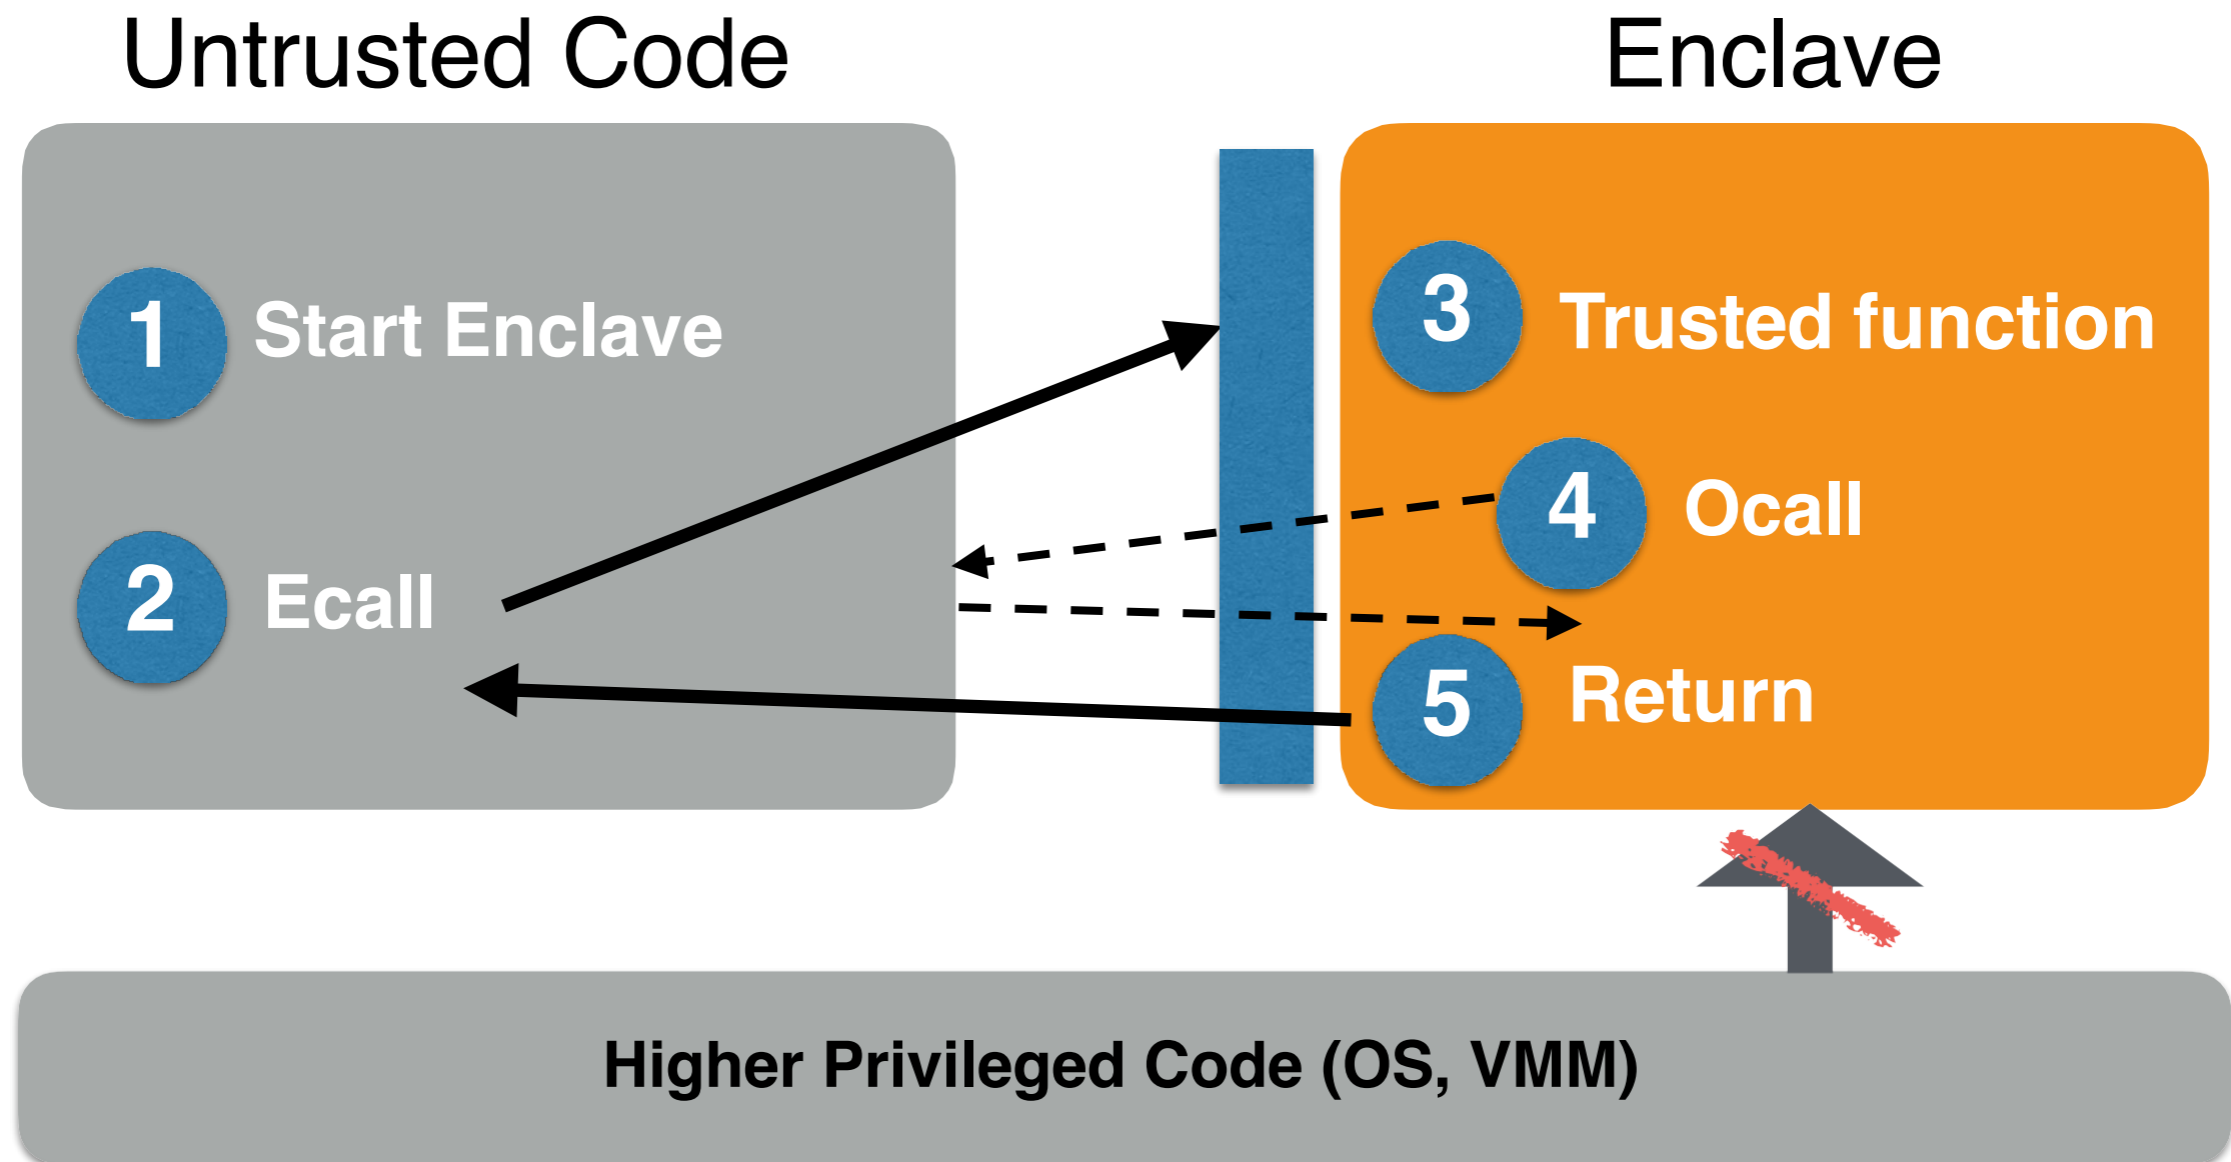 Untrusted Code
Enclave
1 Start Enclave
2 Ecall
3 Trusted function
4 Ocall
5 Return
Higher Privileged Code (OS, VMM)